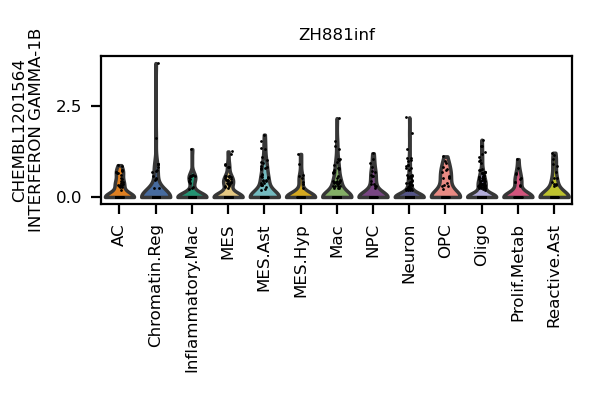 ZH881inf
CHEMBL1201564
INTERFERON GAMMA-1B
2.5
0.0
AC
Chromatin.Reg
Inflammatory.Mac
MES
MES.Ast
MES.Hyp
Mac
NPC
Neuron
OPC
Oligo
Prolif.Metab
Reactive.Ast